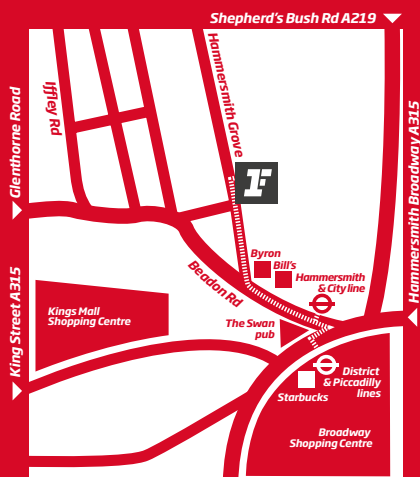 Shepherd's Bush Rd A219
Hammersmith Grove
Iffley Rd
Glenthorne Road
Hammersmith Broadway A315
1F
Byron
Bill's
Beadon Rd
Hammersmith
& City line
King Street A315
Kings Mall
Shopping Centre
The Swan
pub
District
& Piccadilly
lines
Starbucks
Broadway
Shopping Centre